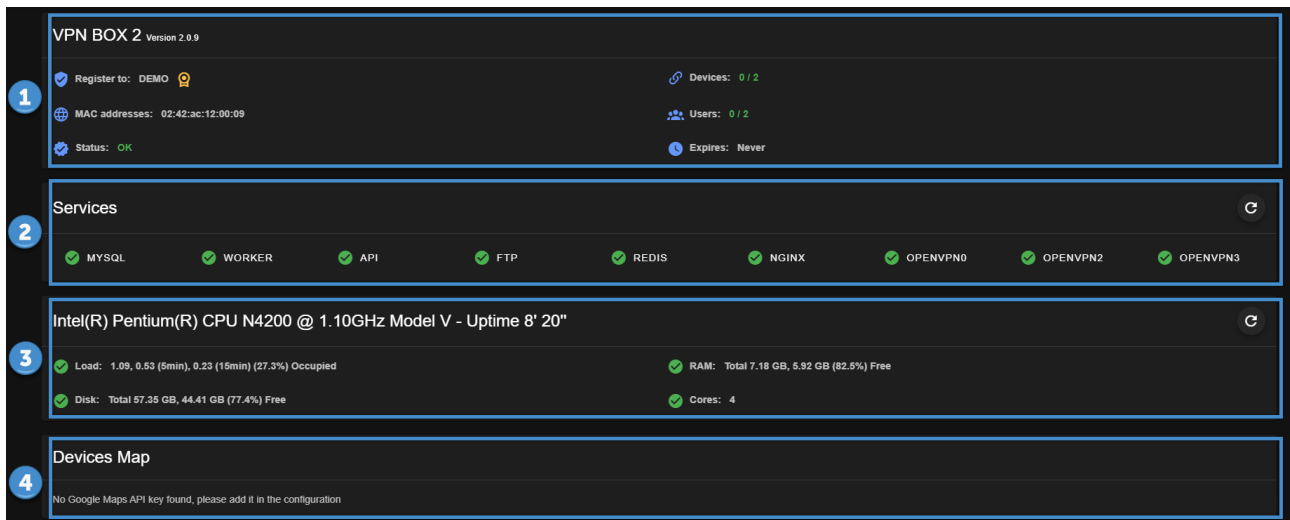 VPN BOX 2 Version 2.0.9
1
Register to: DEMO
Devices: 0 / 2
MAC addresses: 02:42:ac:12:00:09
Users: 0 / 2
Status: OK
Expires: Never
2
Services
MYSQL WORKER API FTP REDIS NGINX OPENVPN0 OPENVPN2 OPENVPN3
3
Intel(R) Pentium(R) CPU N4200 @ 1.10GHz Model V - Uptime 8' 20"
Load: 1.09, 0.53 (5min), 0.23 (15min) (27.3%) Occupied
RAM: Total 7.18 GB, 5.92 GB (82.5%) Free
Disk: Total 57.35 GB, 44.41 GB (77.4%) Free
Cores: 4
4
Devices Map
No Google Maps API key found, please add it in the configuration